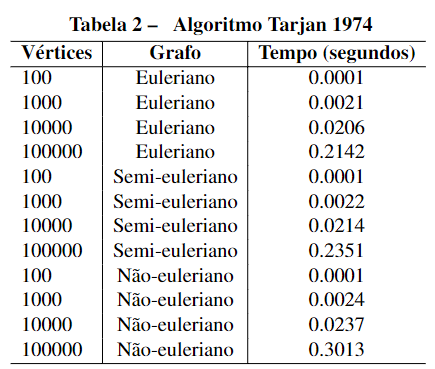 Tabela 2 – Algoritmo Tarjan 1974
Vértices Grafo Tempo (segundos)
100 Euleriano 0.0001
1000 Euleriano 0.0021
10000 Euleriano 0.0206
100000 Euleriano 0.2142
100 Semi-euleriano 0.0001
1000 Semi-euleriano 0.0022
10000 Semi-euleriano 0.0214
100000 Semi-euleriano 0.2351
100 Não-euleriano 0.0001
1000 Não-euleriano 0.0024
10000 Não-euleriano 0.0237
100000 Não-euleriano 0.3013